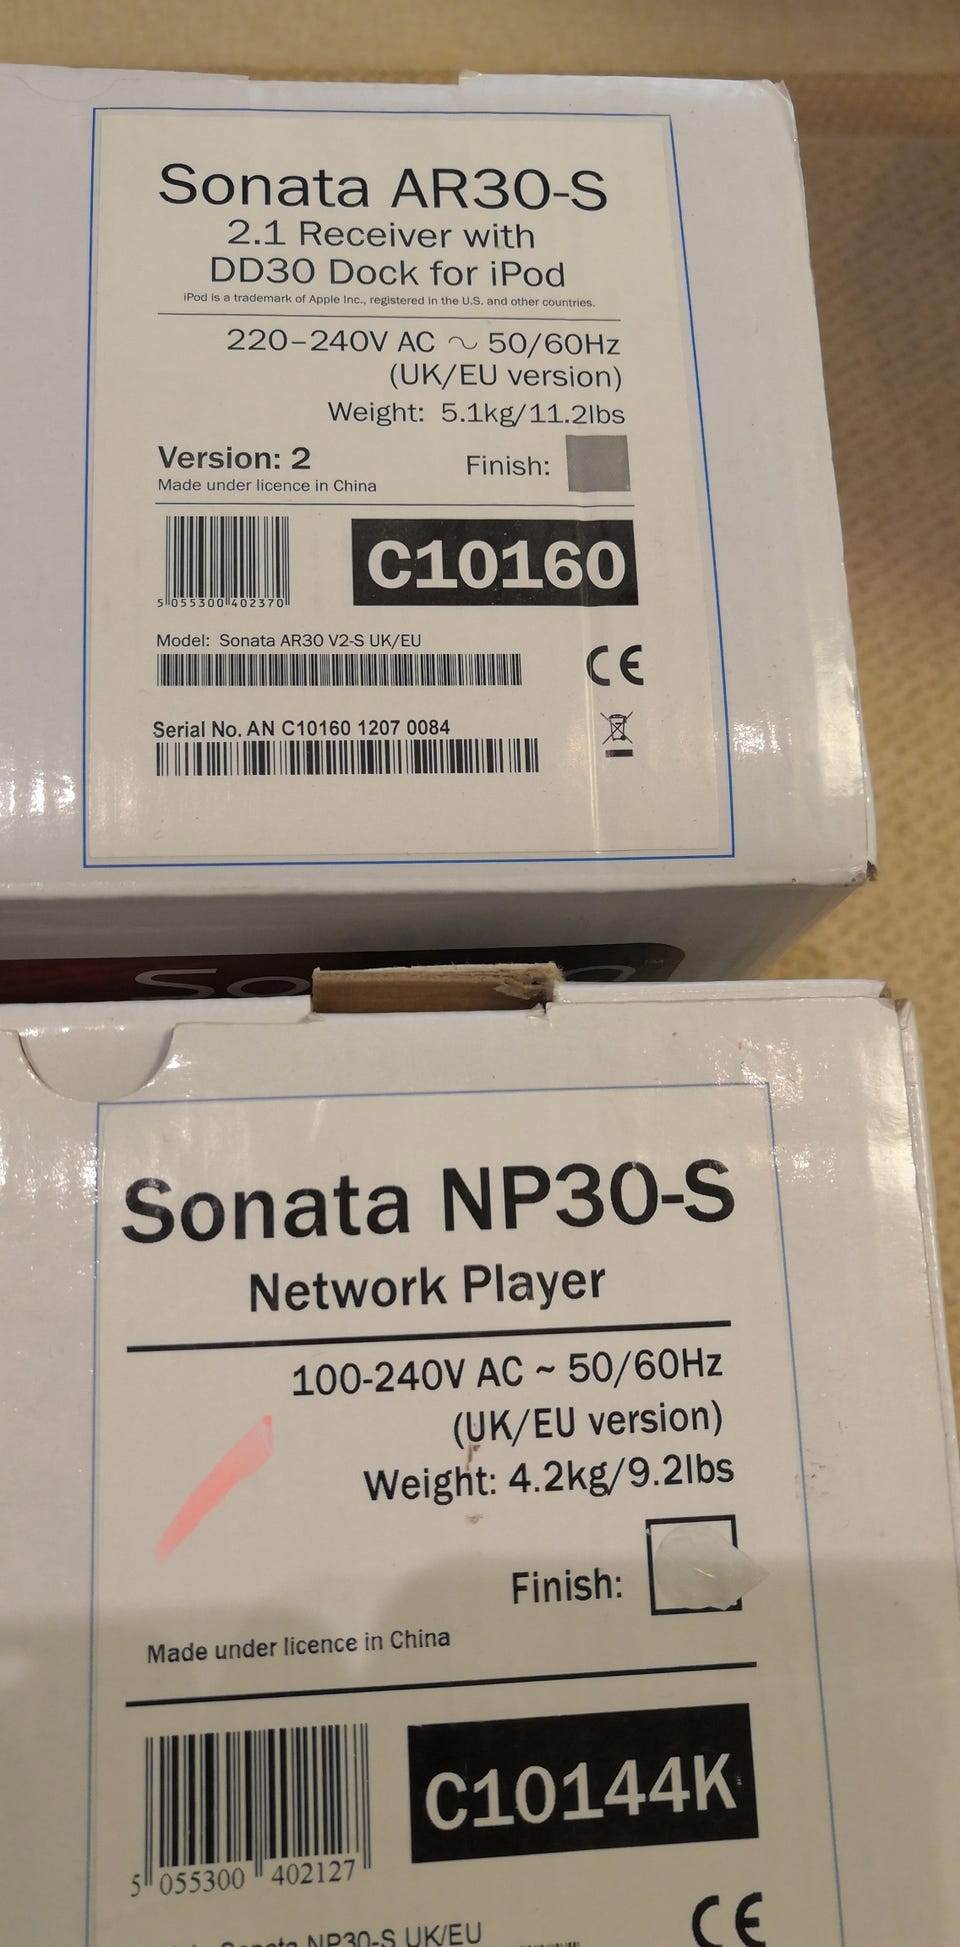 Sonata AR30-S
2.1 Receiver with
DD30 Dock for iPod
iPod is a trademark of Apple Inc., registered in the U.S. and other countries.
220–240V AC ~ 50/60Hz
(UK/EU version)
Weight: 5.1kg/11.2lbs
Version: 2
Finish:
Made under licence in China
C10160
5 055300 402370
Model: Sonata AR30 V2-S UK/EU
CE
Serial No. AN C10160 1207 0084
Sonata NP30-S
Network Player
100-240V AC ~ 50/60Hz
(UK/EU version)
Weight: 4.2kg/9.2lbs
Finish:
Made under licence in China
C10144K
5 055300 402127
Sonata NP30-S UK/EU
CE